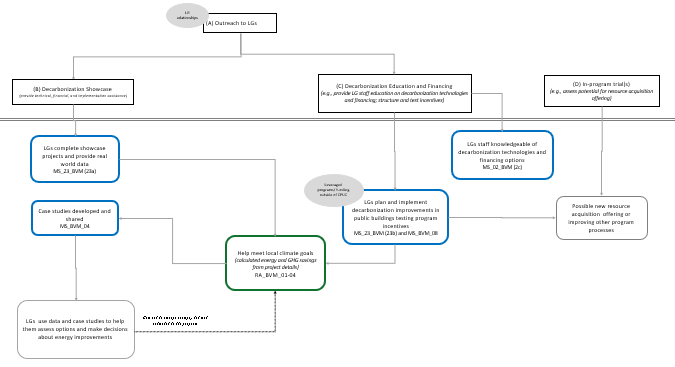 LG
relationships
(A) Outreach to LGs
(B) Decarbonization Showcase
(provide technical, financial, and implementation assistance)
(C) Decarbonization Education and Financing
(e.g., provide LG staff education on decarbonization technologies
and financing; structure and test incentives)
(D) In-program trial(s)
(e.g., assess potential for resource acquisition
offering)
LGs complete showcase
projects and provide real
world data
MS_23_BVM (23a)
LGs staff knowledgeable of
decarbonization technologies and
financing options
MS_02_BVM (2c)
Leveraged
programs/ funding
outside of CPUC
Case studies developed and
shared
MS_BVM_04
LGs plan and implement
decarbonization improvements in
public buildings testing program
incentives
MS_23_BVM (23b) and MS_BVM_08
Possible new resource
acquisition offering or
improving other program
processes
Help meet local climate goals
(calculated energy and GHG savings
from project details)
RA_BVM_01-04
LGs use data and case studies to help
them assess options and make decisions
about energy improvements